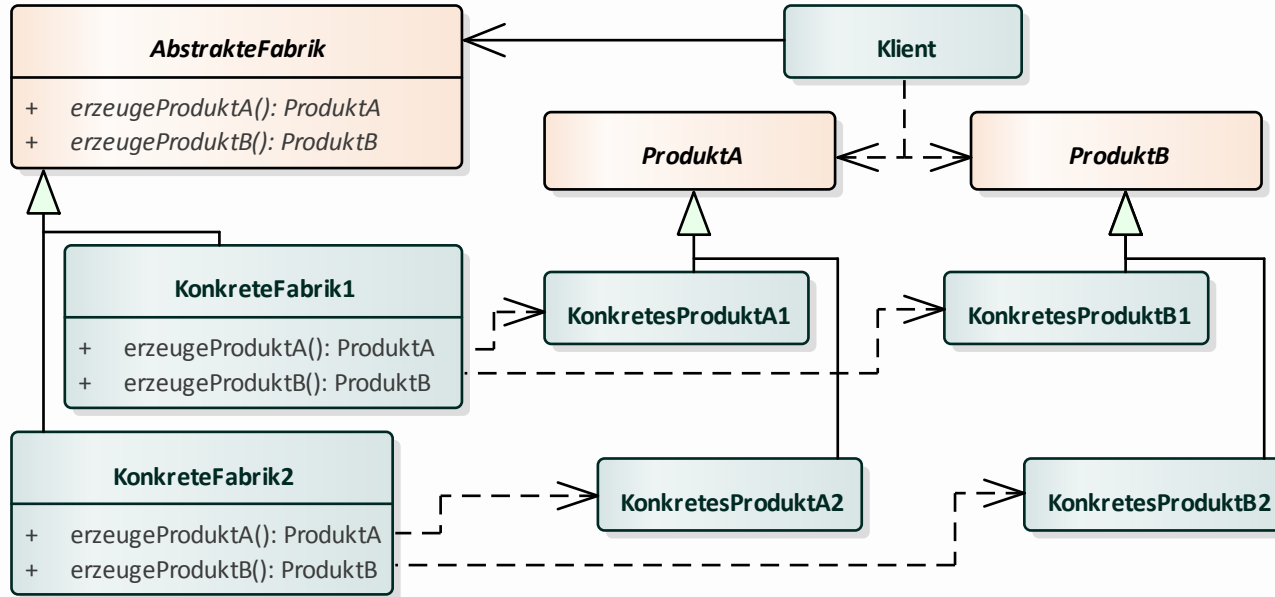 AbstrakteFabrik
+ erzeugeProduktA(): ProduktA
+ erzeugeProduktB(): ProduktB
Klient
ProduktA
ProduktB
KonkreteFabrik1
+ erzeugeProduktA(): ProduktA
+ erzeugeProduktB(): ProduktB
KonkretesProduktA1
KonkretesProduktB1
KonkreteFabrik2
+ erzeugeProduktA(): ProduktA
+ erzeugeProduktB(): ProduktB
KonkretesProduktA2
KonkretesProduktB2